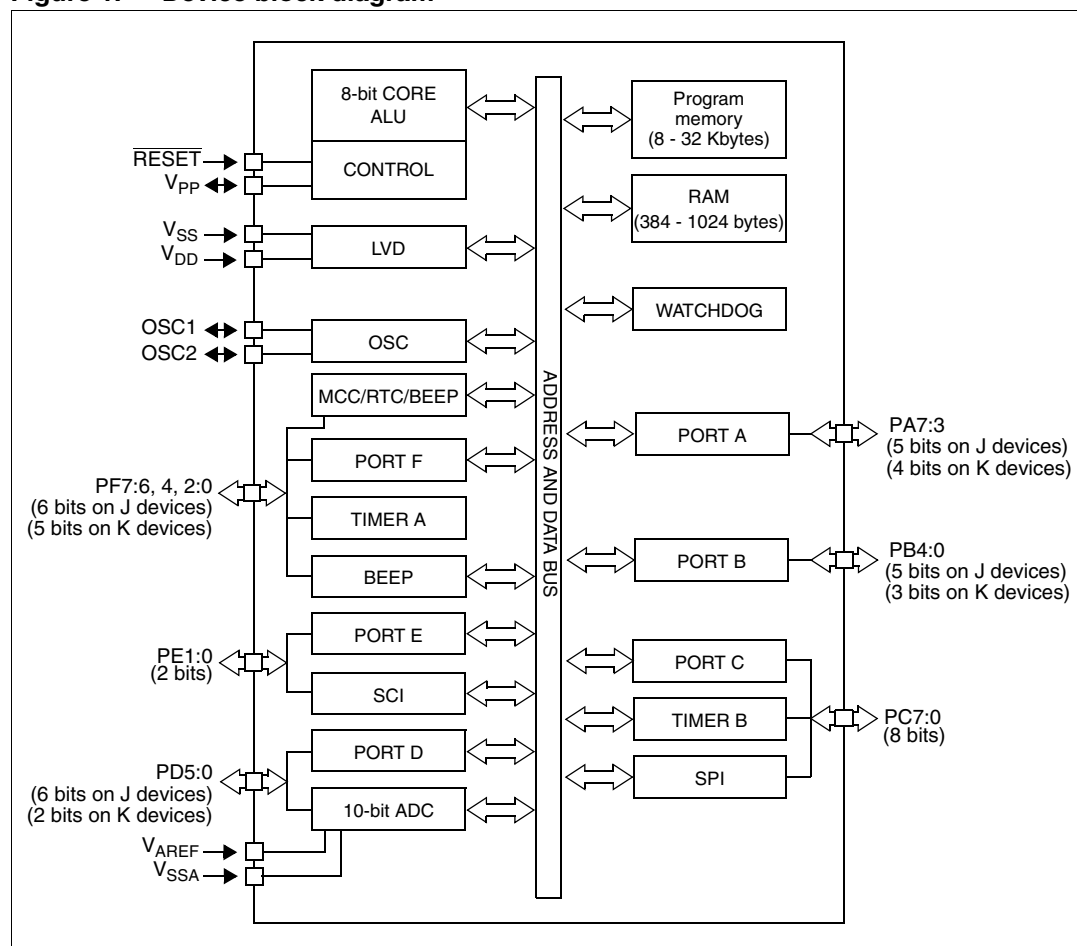 Figure 1. Device block diagram
8-bit CORE
ALU
CONTROL
RESET
VPP
VSS
VDD
LVD
OSC1
OSC2
OSC
MCC/RTC/BEEP
PORT F
PF7:6, 4, 2:0
(6 bits on J devices)
(5 bits on K devices)
TIMER A
BEEP
PORT E
PE1:0
(2 bits)
SCI
PORT D
PD5:0
(6 bits on J devices)
(2 bits on K devices)
10-bit ADC
VAREF
VSSA
ADDRESS AND DATA BUS
Program
memory
(8 - 32 Kbytes)
RAM
(384 - 1024 bytes)
WATCHDOG
PORT A
PA7:3
(5 bits on J devices)
(4 bits on K devices)
PORT B
PB4:0
(5 bits on J devices)
(3 bits on K devices)
PORT C
TIMER B
PC7:0
(8 bits)
SPI